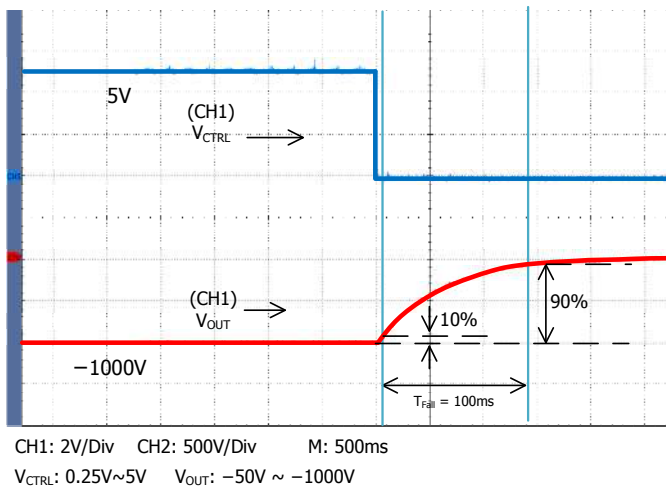 5V
(CH1)
VCTRL
(CH1)
VOUT
−1000V
10%
90%
TFall = 100ms
CH1: 2V/Div CH2: 500V/Div M: 500ms
VCTRL: 0.25V~5V VOUT: −50V ~ −1000V